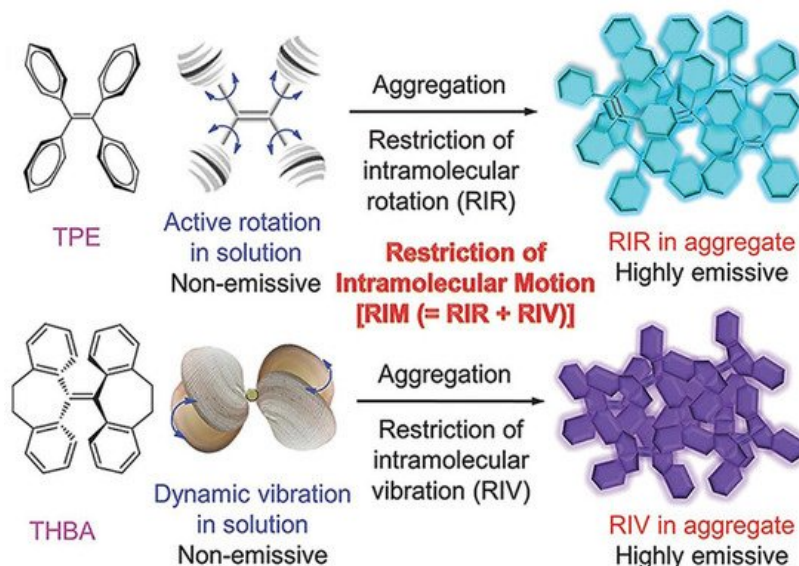 TPE
Active rotation
in solution
Non-emissive
Aggregation
Restriction of
intramolecular
rotation (RIR)
RIR in aggregate
Highly emissive
Restriction of
Intramolecular Motion
[RIM (= RIR + RIV)]
THBA
Dynamic vibration
in solution
Non-emissive
Aggregation
Restriction of
intramolecular
vibration (RIV)
RIV in aggregate
Highly emissive